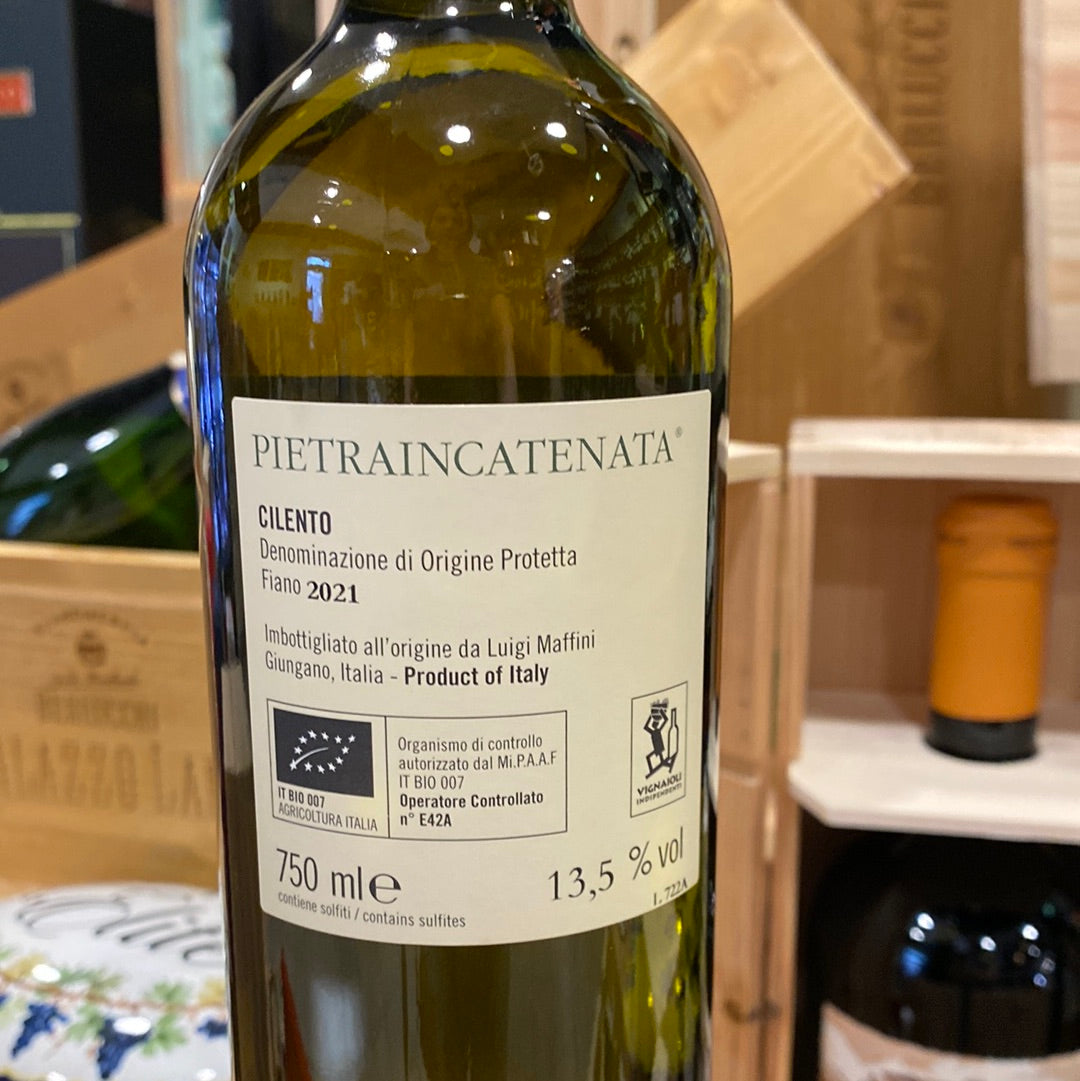 PIETRAINCATENATA®
CILENTO
Denominazione di Origine Protetta
Fiano 2021
Imbottigliato all'origine da Luigi Maffini
Giungano, Italia - Product of Italy
IT BIO 007
AGRICOLTURA ITALIA
Organismo di controllo
autorizzato dal Mi.P.A.A.F
IT BIO 007
Operatore Controllato
n° E42A
VIGNAIOLI
INDIPENDENTI
750 ml e
13,5 % vol
contiene solfiti / contains sulfites
L.722A